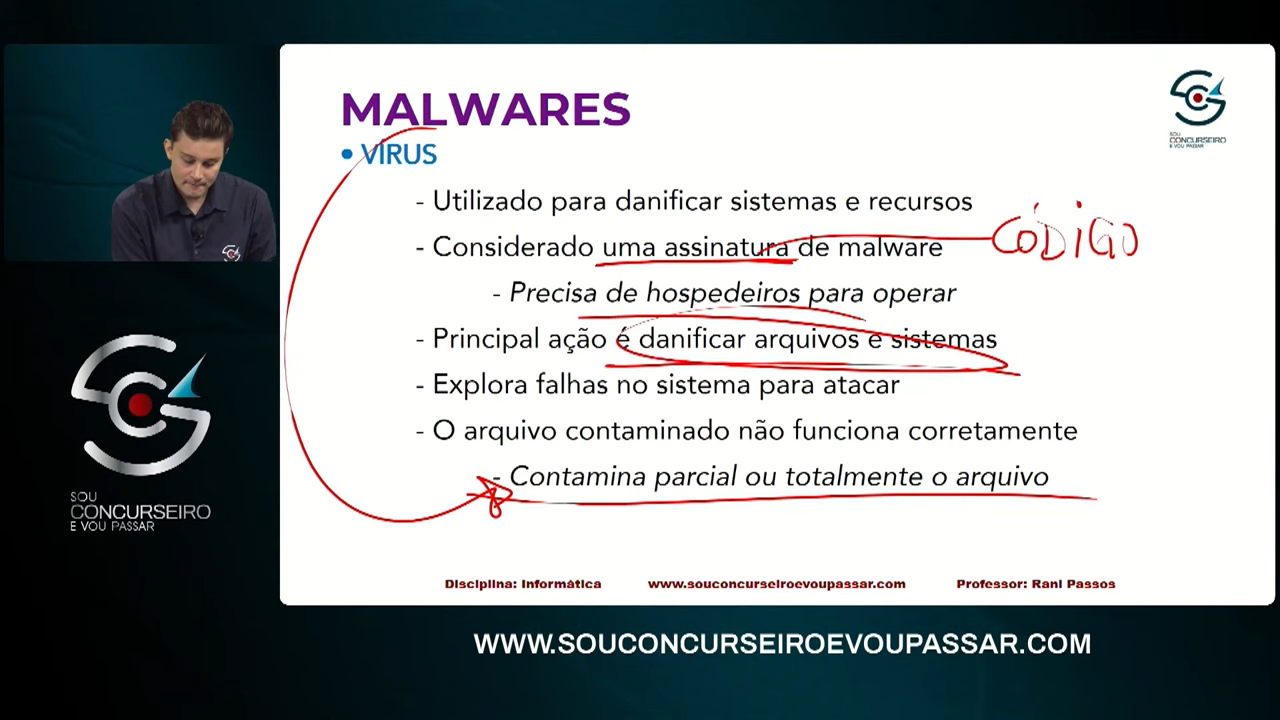 MALWARES
• VÍRUS
- Utilizado para danificar sistemas e recursos
- Considerado uma assinatura de malware
CÓDIGO
- Precisa de hospedeiros para operar
- Principal ação é danificar arquivos e sistemas
- Explora falhas no sistema para atacar
- O arquivo contaminado não funciona corretamente
- Contamina parcial ou totalmente o arquivo
Disciplina: Informática www.souconcurseiroevoupassar.com Professor: Rani Passos
SOU
CONCURSEIRO
E VOU PASSAR
SOU
CONCURSEIRO
E VOU PASSAR
WWW.SOUCONCURSEIROEVOUPASSAR.COM